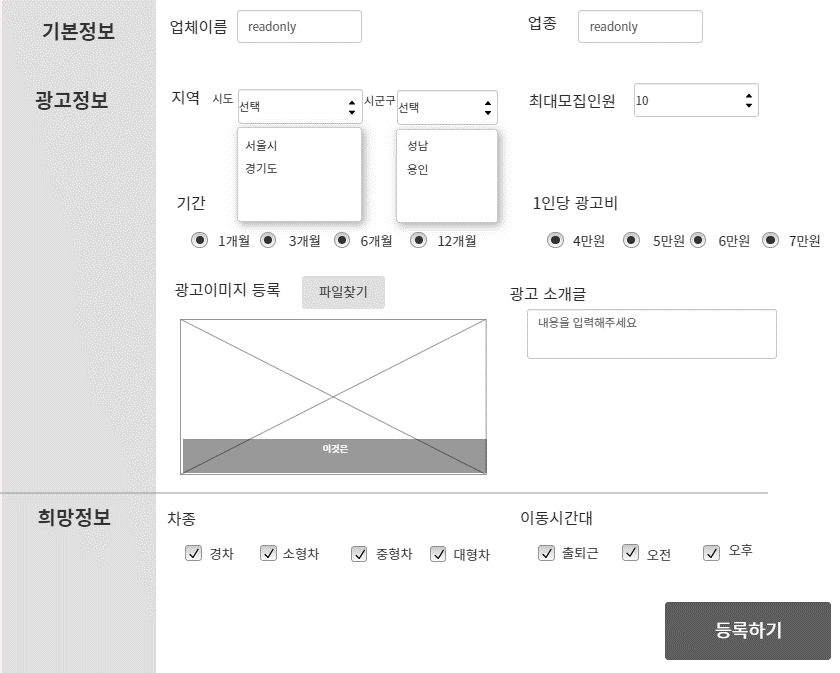 기본정보
업체이름 readonly 업종 readonly
광고정보
지역 시도 선택 시군구 선택 최대모집인원 10
서울시 성남
경기도 용인
기간 1인당 광고비
1개월 3개월 6개월 12개월 4만원 5만원 6만원 7만원
광고이미지 등록 파일찾기 광고 소개글
내용을 입력해주세요
이것은
희망정보 차종 이동시간대
경차 소형차 중형차 대형차 출퇴근 오전 오후
등록하기